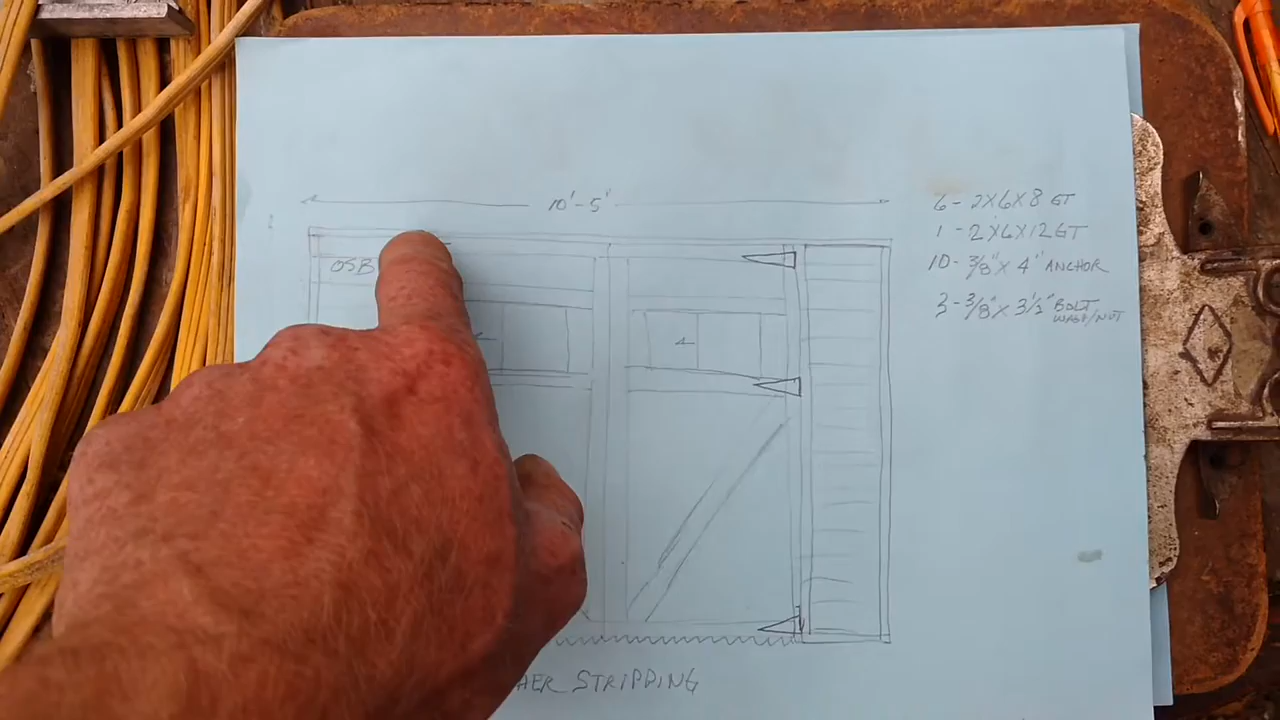 10'-5"
6 - 2X6X8 GT
1 - 2X6X12 GT
10 - 3/8" X 4" ANCHOR
3 - 3/8" X 3 1/2" BOLT
WASH/NUT
OSB
HER STRIPPING